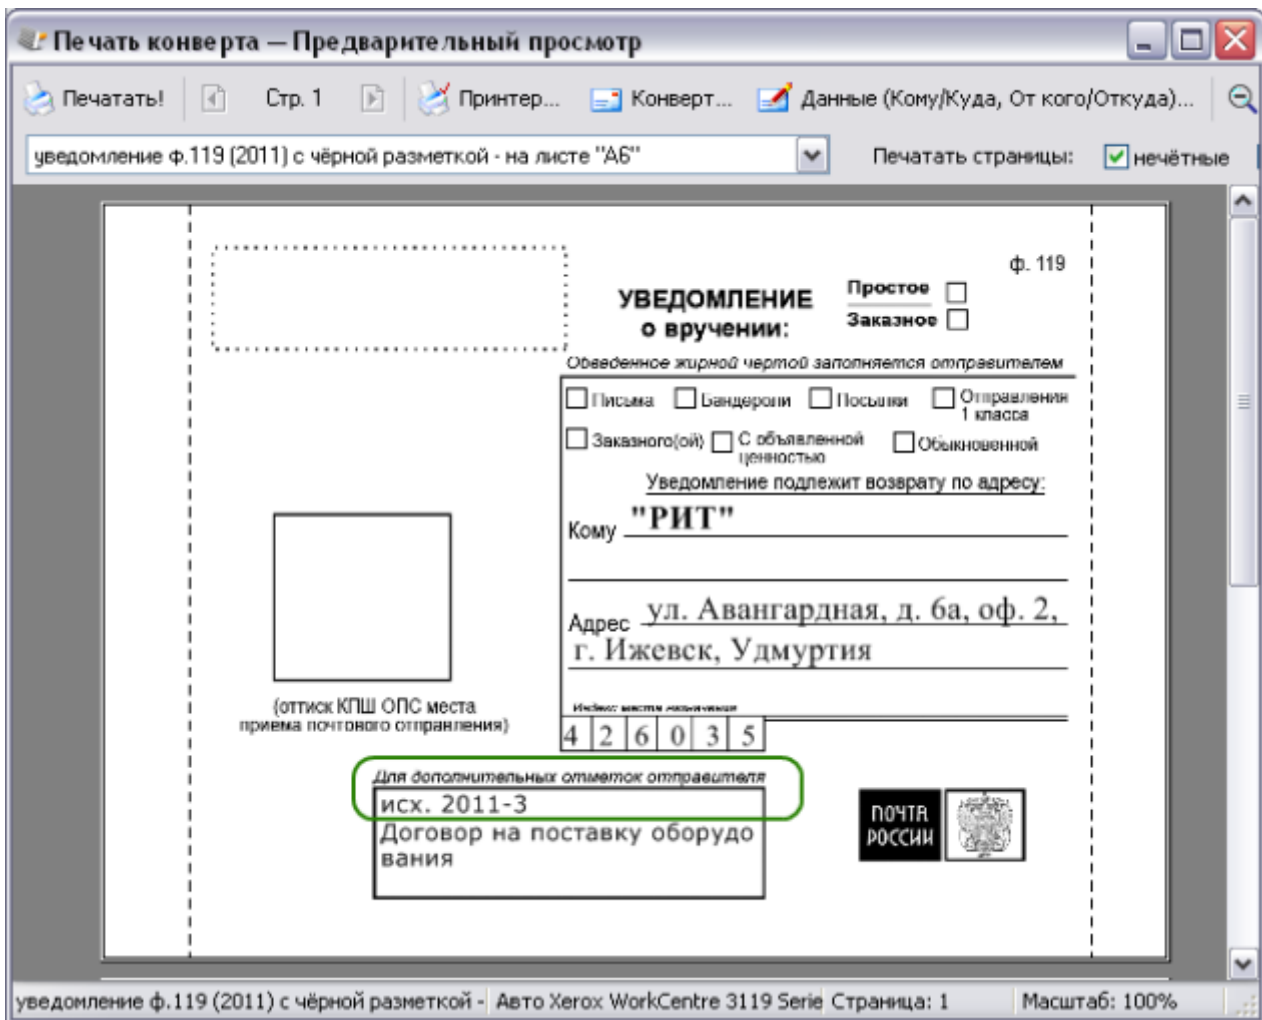 Печать конверта — Предварительный просмотр
Печатать! Стр. 1 Принтер... Конверт... Данные (Кому/Куда, От кого/Откуда)...
уведомление ф.119 (2011) с чёрной разметкой - на листе "А6" Печатать страницы: нечётные
ф. 119
УВЕДОМЛЕНИЕ Простое
о вручении: Заказное
Обведенное жирной чертой заполняется отправителем
Письма Бандероли Посылки Отправления
1 класса
Заказного(ой) С объявленной Обыкновенной
ценностью
Уведомление подлежит возврату по адресу:
Кому "РИТ"
Адрес ул. Авангардная, д. 6а, оф. 2,
г. Ижевск, Удмуртия
(оттиск КПШ ОПС места Индекс места назначения
приема почтового отправления)
4 2 6 0 3 5
Для дополнительных отметок отправителя
исх. 2011-3
Договор на поставку оборудо
вания
ПОЧТА
РОССИИ
уведомление ф.119 (2011) с чёрной разметкой - Авто Xerox WorkCentre 3119 Serie Страница: 1 Масштаб: 100%